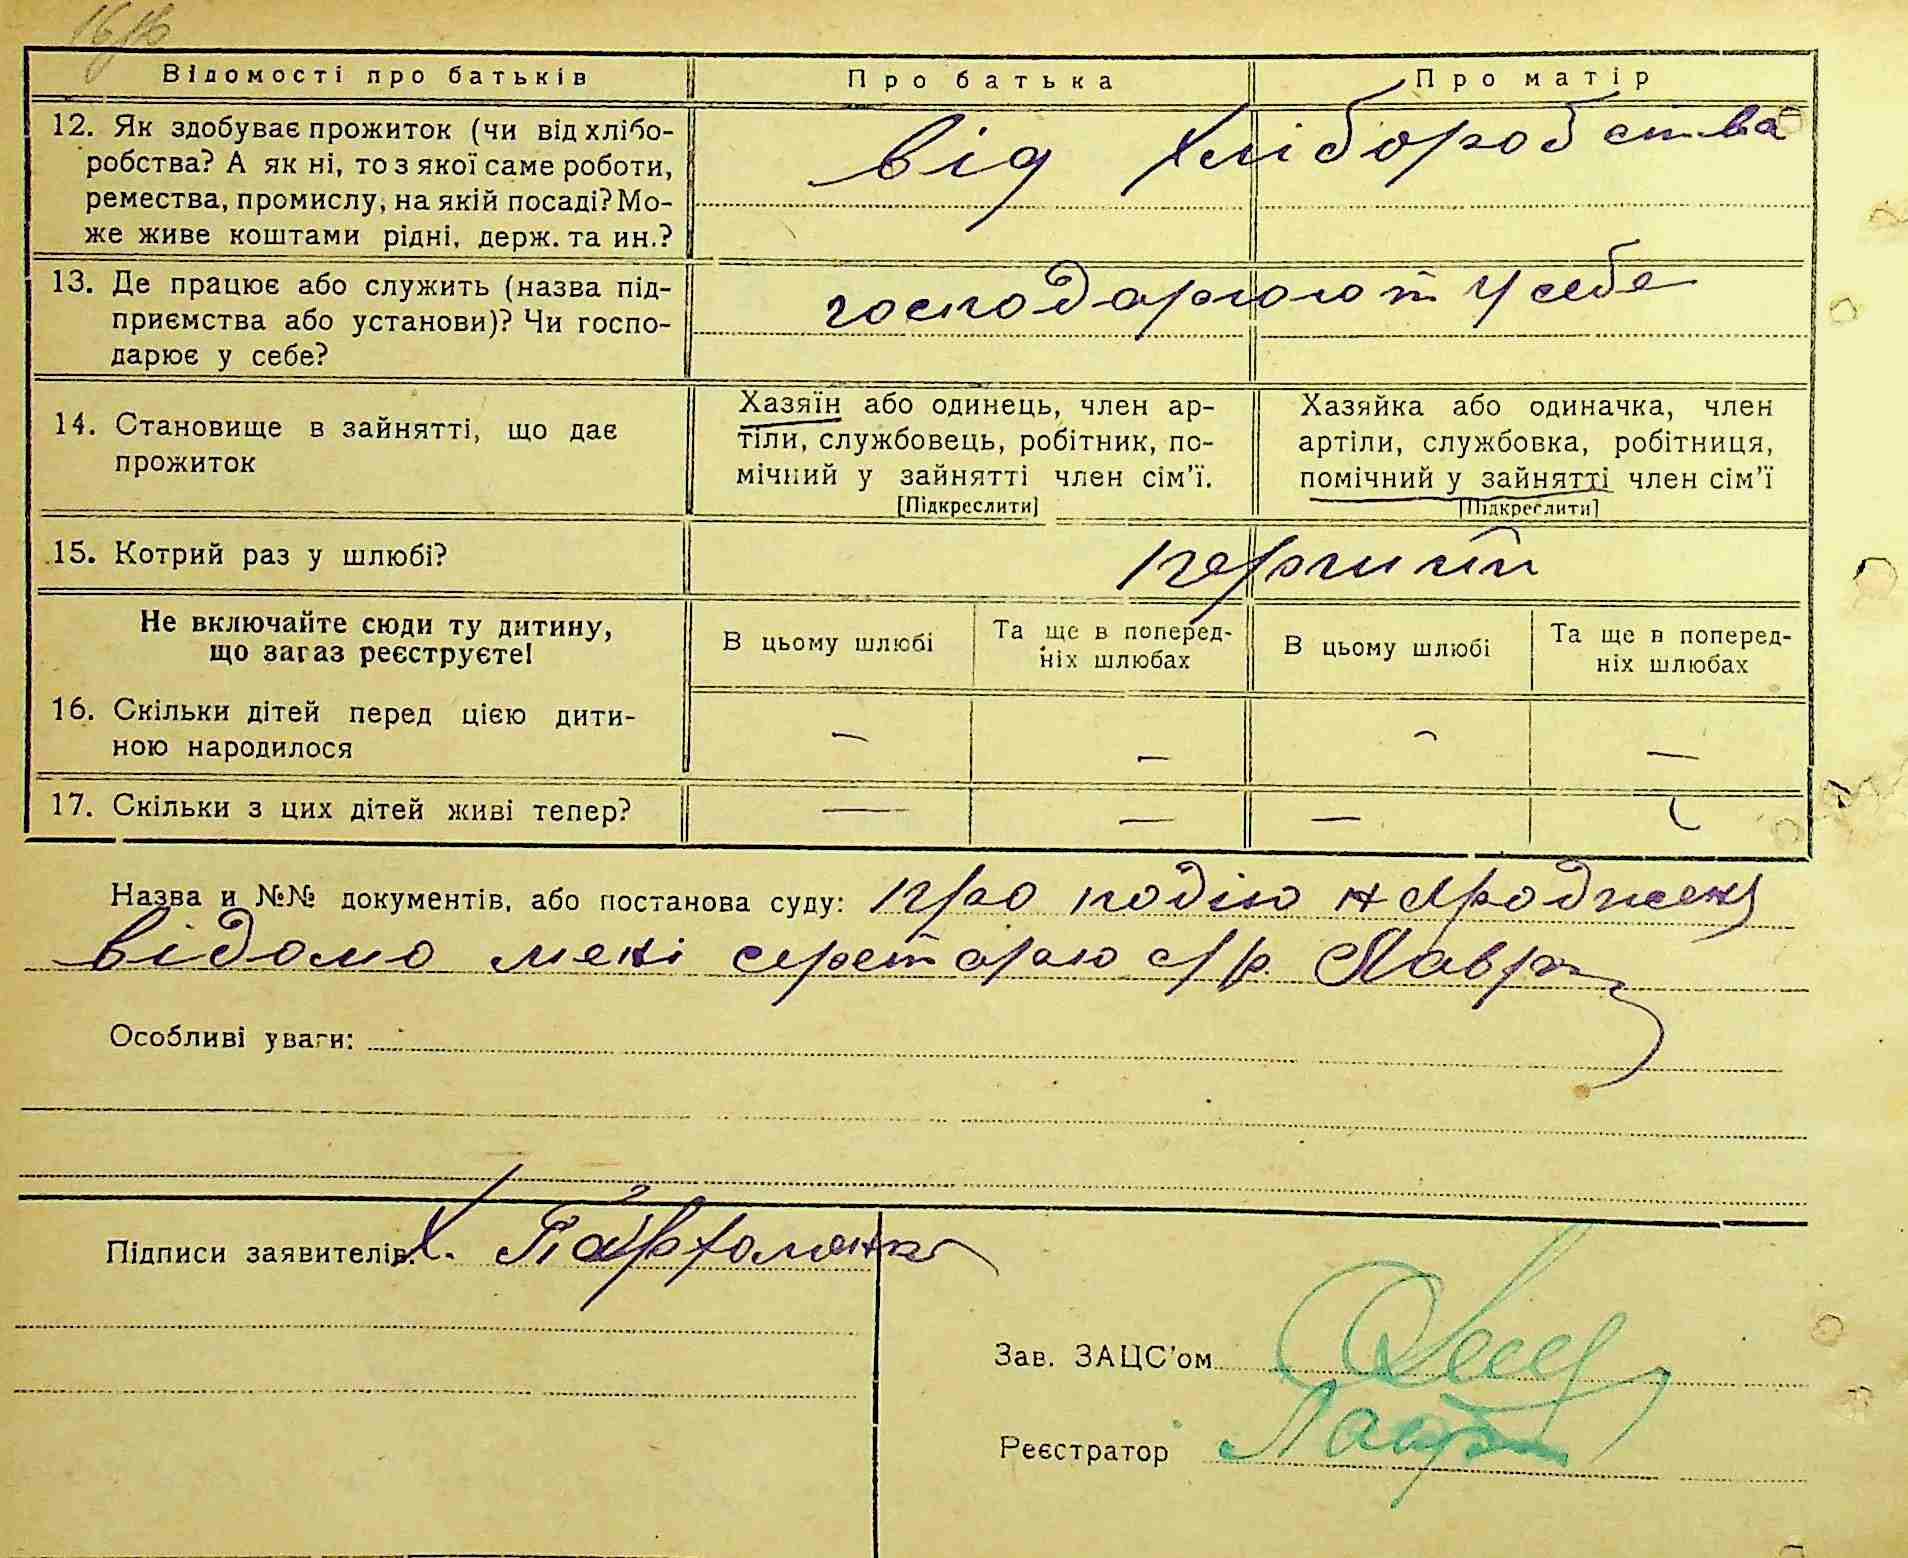 Відомості про батьків
Про батька
Про матір
12. Як здобуває прожиток (чи від хлібо-
робства? А як ні, то з якої саме роботи,
ремества, промислу, на якій посаді? Мо-
же живе коштами рідні, держ. та ин.?
від хліборобства
13. Де працює або служить (назва під-
приємства або установи)? Чи госпо-
дарює у себе?
господарюють у себе
14. Становище в зайнятті, що дає
прожиток
Хазяїн або одинець, член ар-
тіли, службовець, робітник, по-
мічний у зайнятті член сім'ї.
[Підкреслити]
Хазяйка або одиначка, член
артіли, службовка, робітниця,
помічний у зайнятті член сім'ї
[Підкреслити]
15. Котрий раз у шлюбі?
перший
Не включайте сюди ту дитину,
що загаз реєструєте!
В цьому шлюбі
Та ще в поперед-
ніх шлюбах
В цьому шлюбі
Та ще в поперед-
ніх шлюбах
16. Скільки дітей перед цією дити-
ною народилося
— — — —
17. Скільки з цих дітей живі тепер?
— — —
Назва и №№ документів, або постанова суду: про подію народжень
відомо мені секретарю с/р.
Особливі уваги:
Підписи заявителів: Х.
Зав. ЗАЦС'ом
Реєстратор